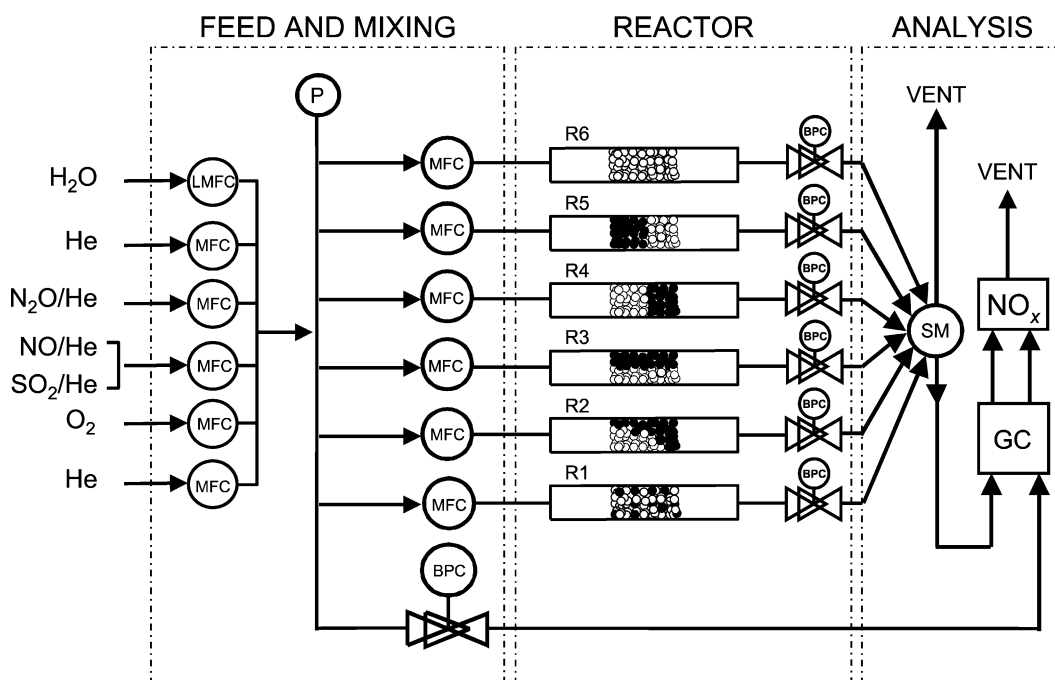 FEED AND MIXING
REACTOR
ANALYSIS
P
VENT
VENT
H₂O
He
N₂O/He
NO/He
SO₂/He
O₂
He
LMFC
MFC
MFC
MFC
MFC
MFC
MFC
MFC
MFC
MFC
MFC
MFC
BPC
R6
R5
R4
R3
R2
R1
BPC
BPC
BPC
BPC
BPC
BPC
SM
NOₓ
GC